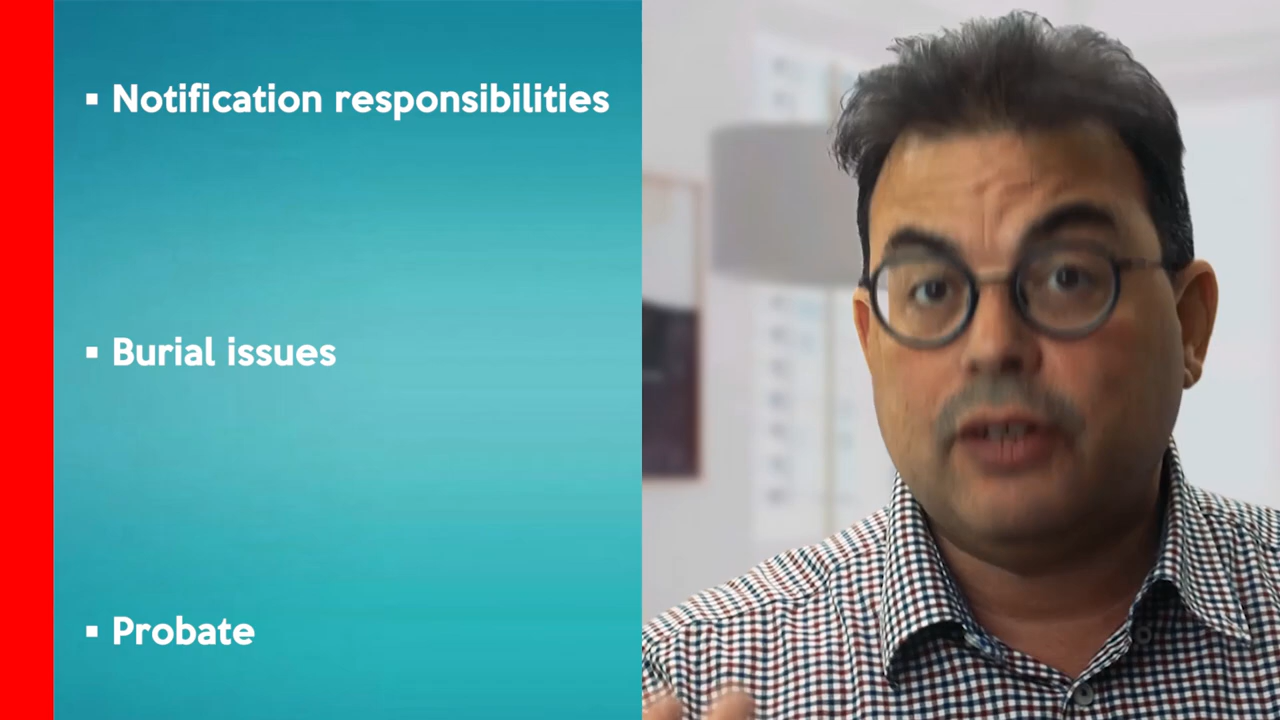 ▪ Notification responsibilities
▪ Burial issues
▪ Probate